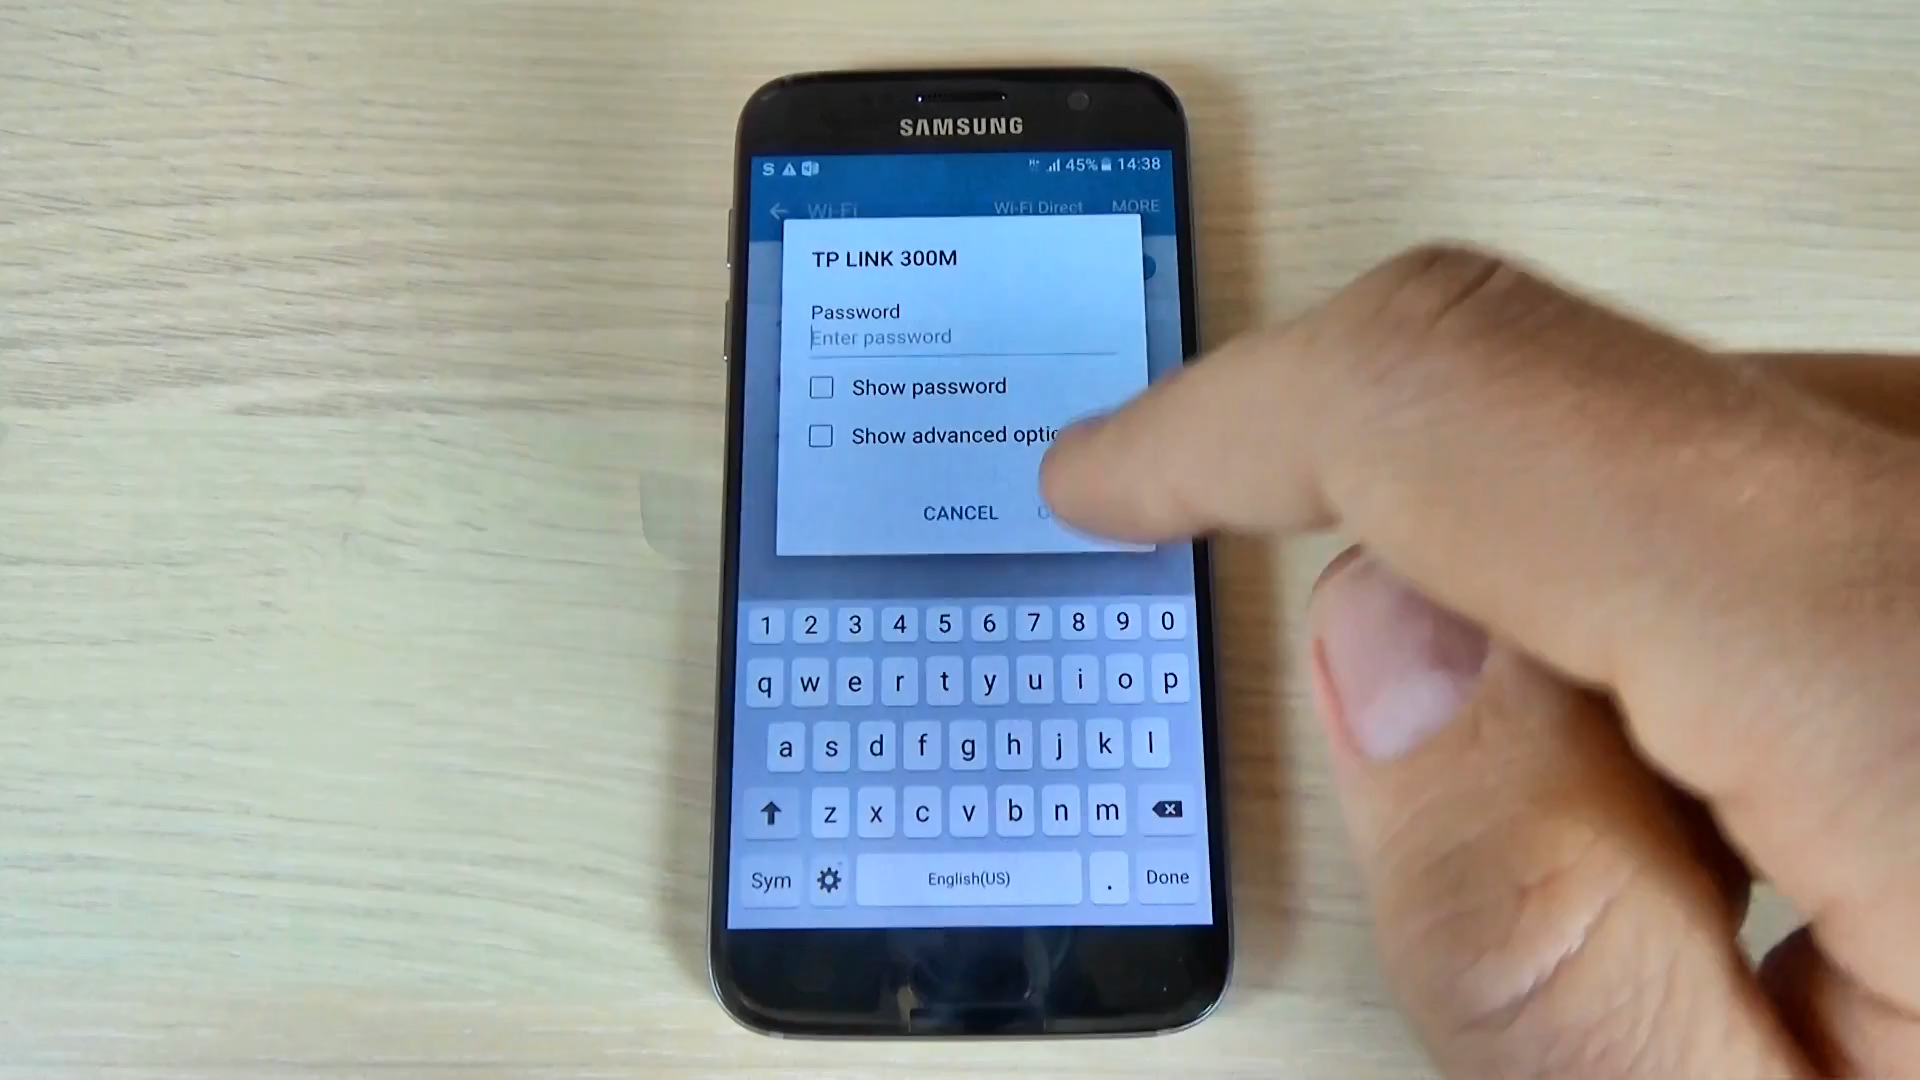 SAMSUNG
S 45% 14:38
Wi-Fi Wi-Fi Direct MORE
TP LINK 300M
Password
Enter password
Show password
Show advanced optio
CANCEL
1 2 3 4 5 6 7 8 9 0
q w e r t y u i o p
a s d f g h j k l
z x c v b n m
Sym English(US) . Done